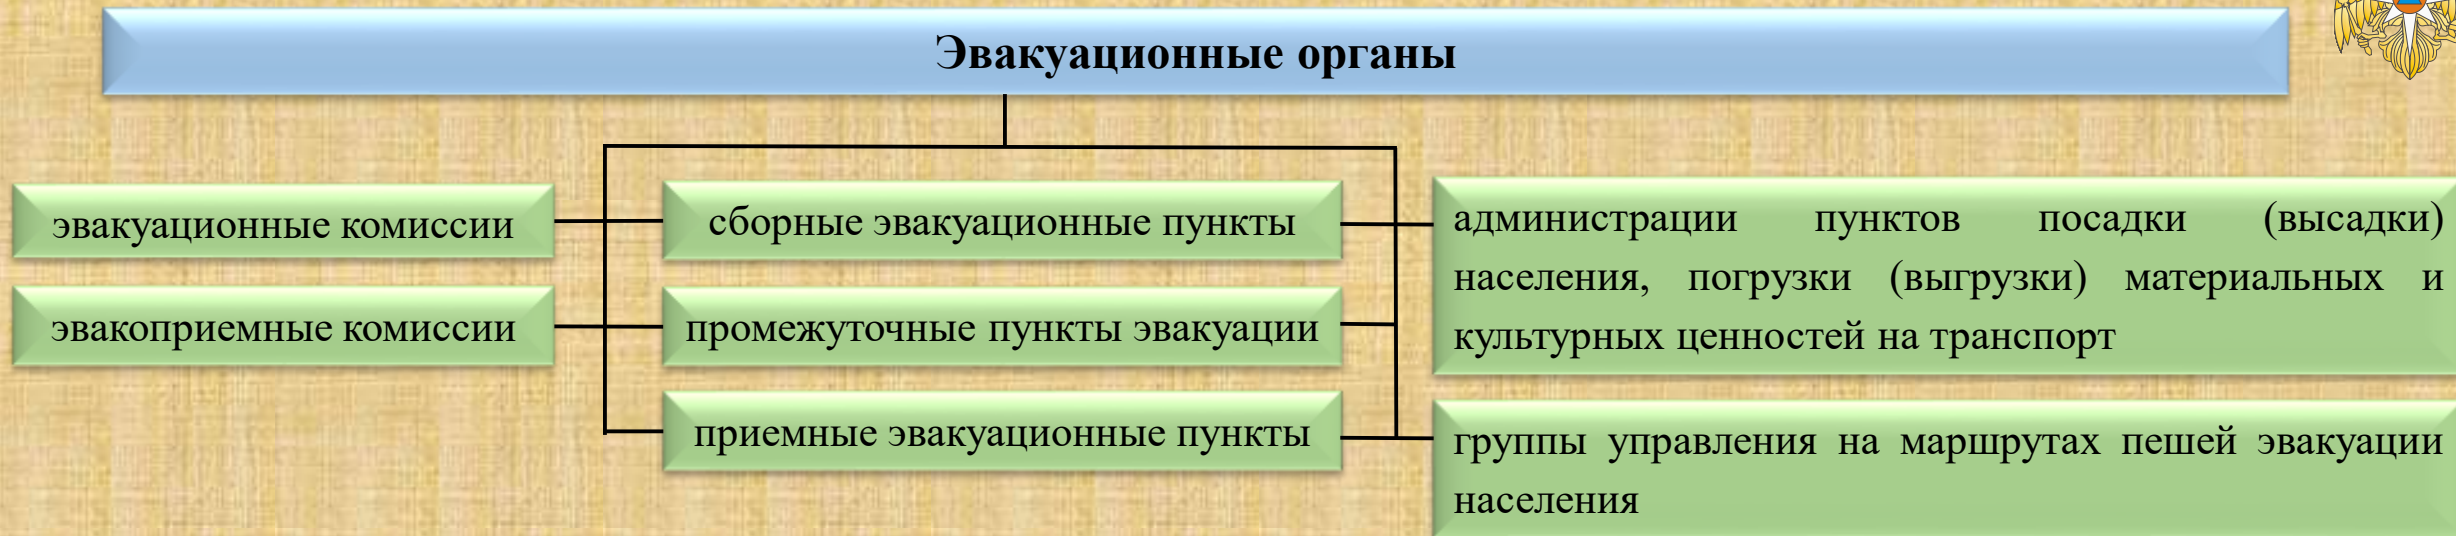 Эвакуационные органы
эвакуационные комиссии
эвакоприемные комиссии
сборные эвакуационные пункты
промежуточные пункты эвакуации
приемные эвакуационные пункты
администрации пунктов посадки (высадки)
населения, погрузки (выгрузки) материальных и
культурных ценностей на транспорт
группы управления на маршрутах пешей эвакуации
населения